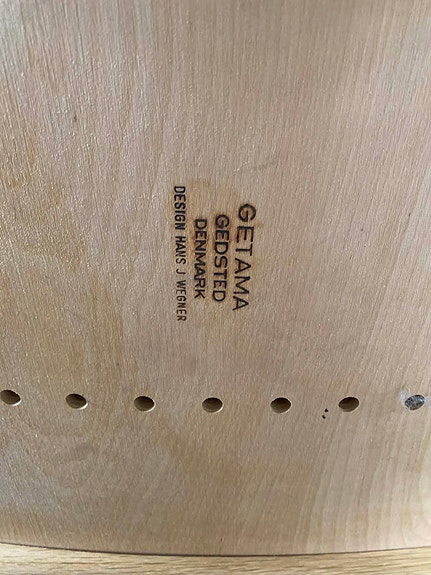 GETAMA
GEDSTED
DENMARK
DESIGN HANS J WEGNER